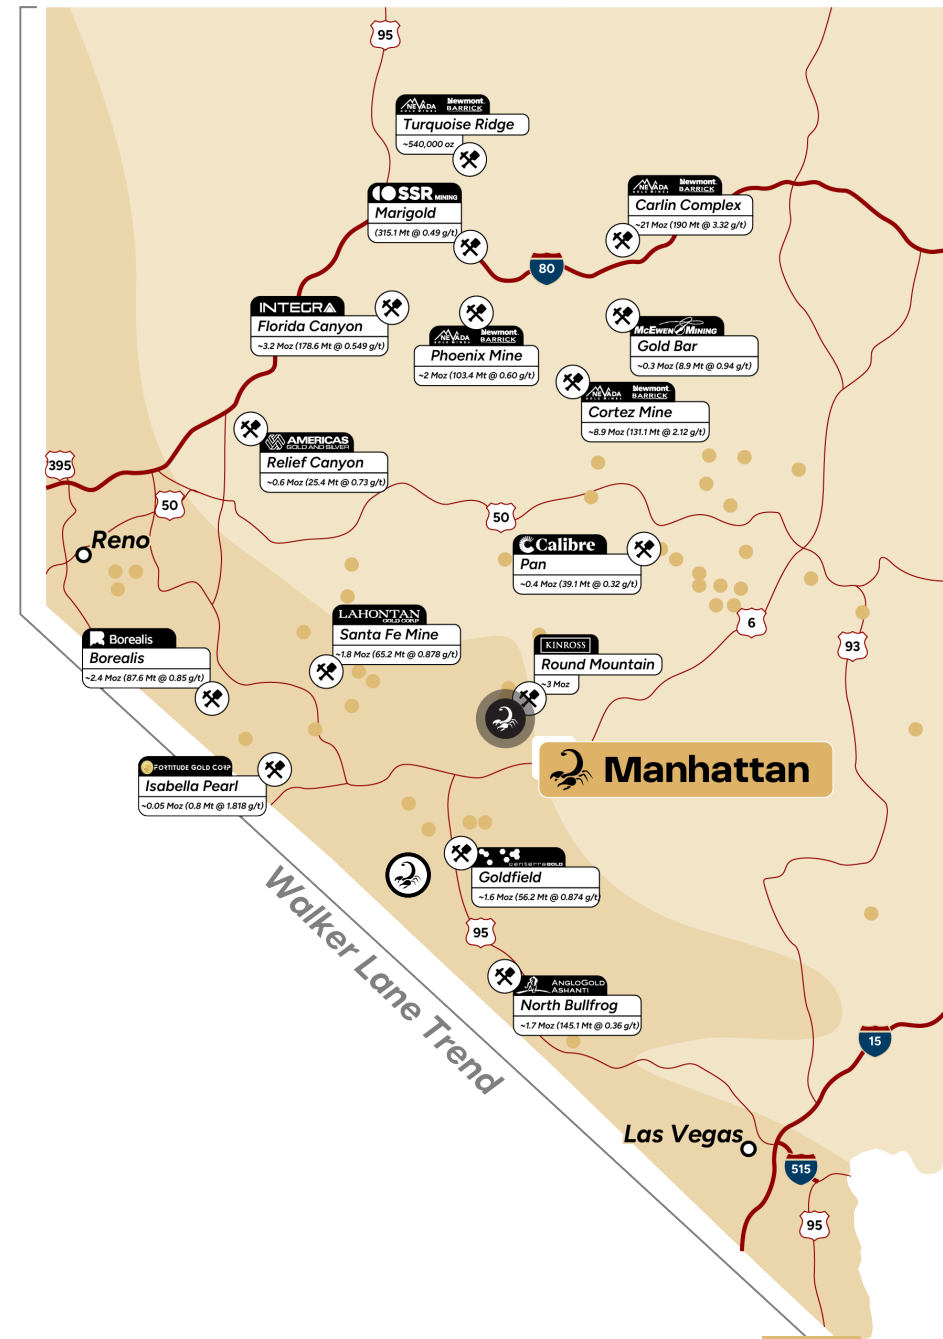 95
NEVADA
GOLD MINES
Newmont
BARRICK
Turquoise Ridge
~540,000 oz
SSR MINING
Marigold
(315.1 Mt @ 0.49 g/t)
NEVADA
GOLD MINES
Newmont
BARRICK
Carlin Complex
~21 Moz (190 Mt @ 3.32 g/t)
80
INTEGRA
Florida Canyon
~3.2 Moz (178.6 Mt @ 0.549 g/t)
NEVADA
GOLD MINES
Newmont
BARRICK
Phoenix Mine
~2 Moz (103.4 Mt @ 0.60 g/t)
McEWEN MINING
Gold Bar
~0.3 Moz (8.9 Mt @ 0.94 g/t)
NEVADA
GOLD MINES
Newmont
BARRICK
Cortez Mine
~8.9 Moz (131.1 Mt @ 2.12 g/t)
AMERICAS
GOLD AND SILVER
Relief Canyon
~0.6 Moz (25.4 Mt @ 0.73 g/t)
395
50
50
Reno
Calibre
Pan
~0.4 Moz (39.1 Mt @ 0.32 g/t)
LAHONTAN
GOLD CORP
Santa Fe Mine
~1.8 Moz (65.2 Mt @ 0.878 g/t)
6
93
Borealis
Borealis
~2.4 Moz (87.6 Mt @ 0.85 g/t)
KINROSS
Round Mountain
~3 Moz
Manhattan
FORTITUDE GOLD CORP
Isabella Pearl
~0.05 Moz (0.8 Mt @ 1.818 g/t)
centerra GOLD
Goldfield
~1.6 Moz (56.2 Mt @ 0.874 g/t)
95
Walker Lane Trend
ANGLOGOLD
ASHANTI
North Bullfrog
~1.7 Moz (145.1 Mt @ 0.36 g/t)
15
Las Vegas
515
95